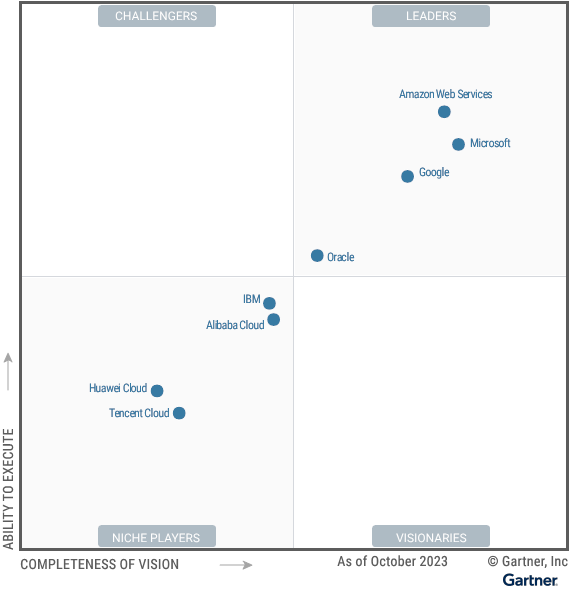 CHALLENGERS
LEADERS
Amazon Web Services
Microsoft
Google
Oracle
IBM
Alibaba Cloud
Huawei Cloud
Tencent Cloud
NICHE PLAYERS
VISIONARIES
ABILITY TO EXECUTE
COMPLETENESS OF VISION
As of October 2023
© Gartner, Inc
Gartner